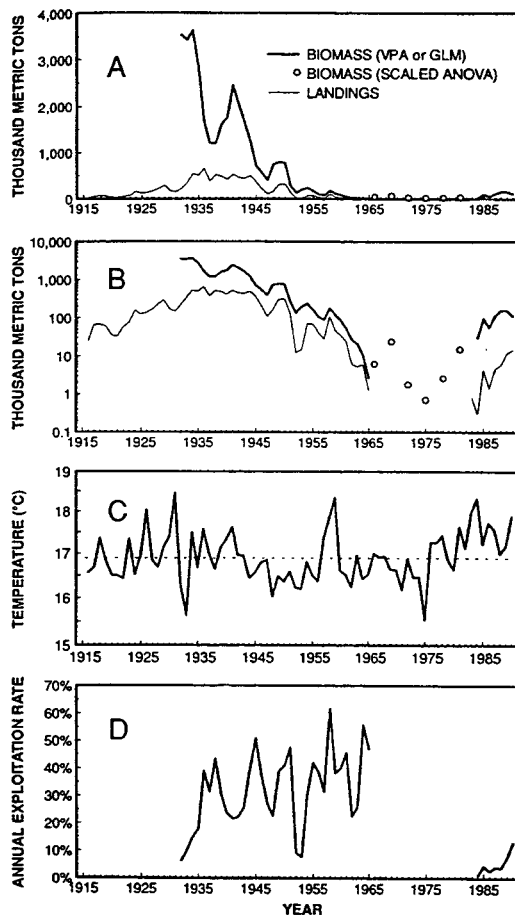 THOUSAND METRIC TONS
4,000
3,000
2,000
1,000
0
A
BIOMASS (VPA or GLM)
BIOMASS (SCALED ANOVA)
LANDINGS
1915 1925 1935 1945 1955 1965 1975 1985
THOUSAND METRIC TONS
10,000
1,000
100
10
1
0.1
B
1915 1925 1935 1945 1955 1965 1975 1985
TEMPERATURE (°C)
19
18
17
16
15
C
1915 1925 1935 1945 1955 1965 1975 1985
ANNUAL EXPLOITATION RATE
70%
60%
50%
40%
30%
20%
10%
0%
D
1915 1925 1935 1945 1955 1965 1975 1985
YEAR